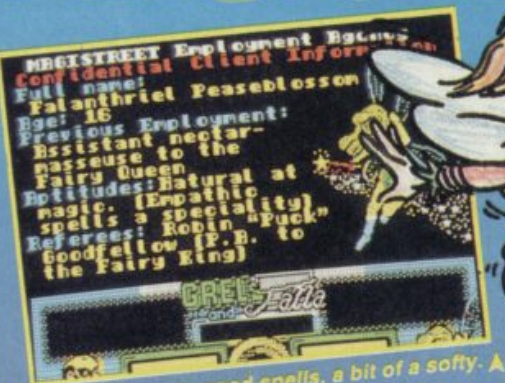 MAGISTREET Employment Agency
Confidential Client Information
Full name:
Falanthriel Peaseblossom
Age: 16
Previous Employment:
Assistant nectar-
masseuse to the
Fairy Queen
Aptitudes: Natural at
magic. (Empathic
spells a speciality)
Referees: Robin "Puck"
Goodfellow (P.A. to
the Fairy King)
GRELL
and Falla
spells, a bit of a softy-